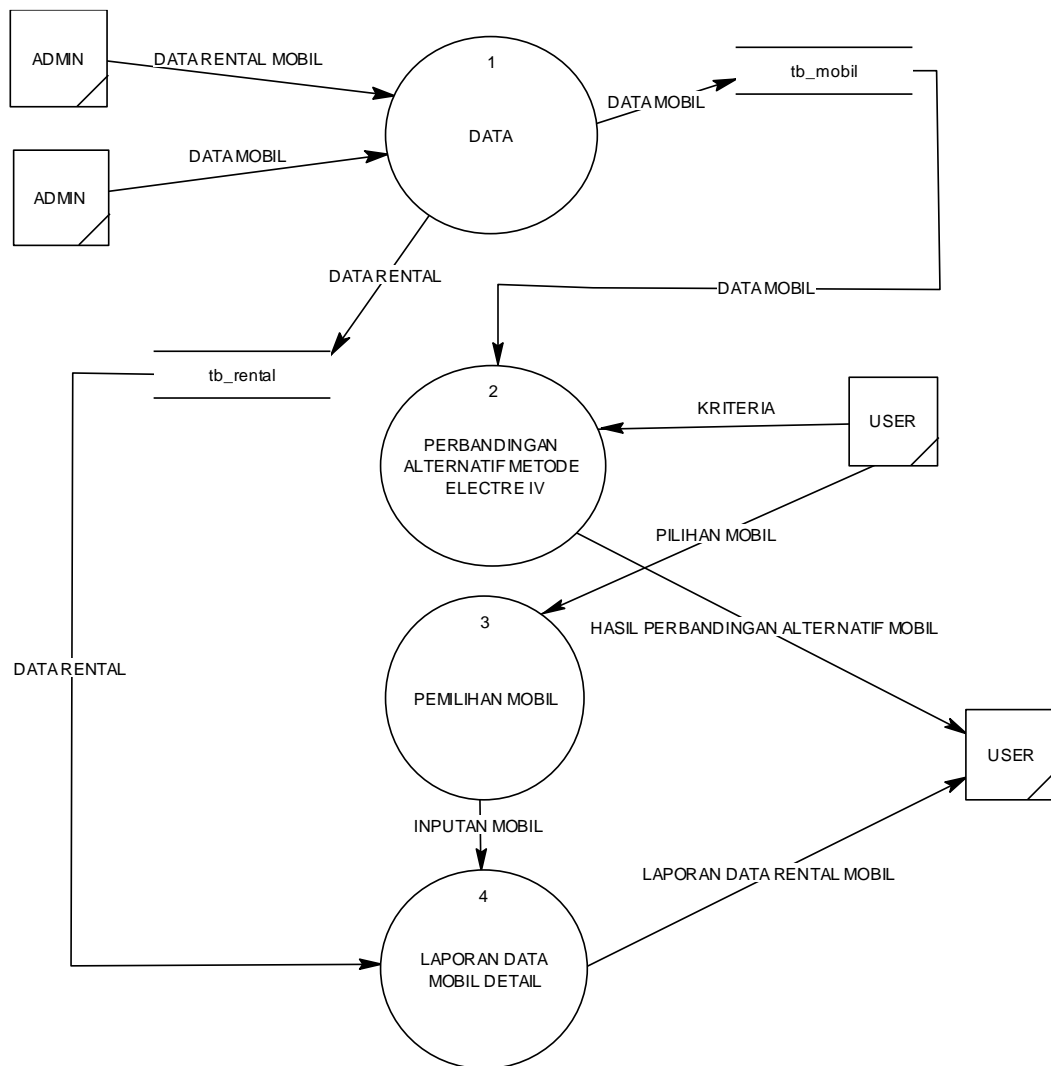 ADMIN
DATA RENTAL MOBIL
1
DATA
tb_mobil
DATA MOBIL
ADMIN
DATA MOBIL
DATA RENTAL
DATA MOBIL
tb_rental
2
PERBANDINGAN
ALTERNATIF METODE
ELECTRE IV
KRITERIA
USER
PILIHAN MOBIL
3
PEMILIHAN MOBIL
HASIL PERBANDINGAN ALTERNATIF MOBIL
DATA RENTAL
USER
INPUTAN MOBIL
LAPORAN DATA RENTAL MOBIL
4
LAPORAN DATA
MOBIL DETAIL